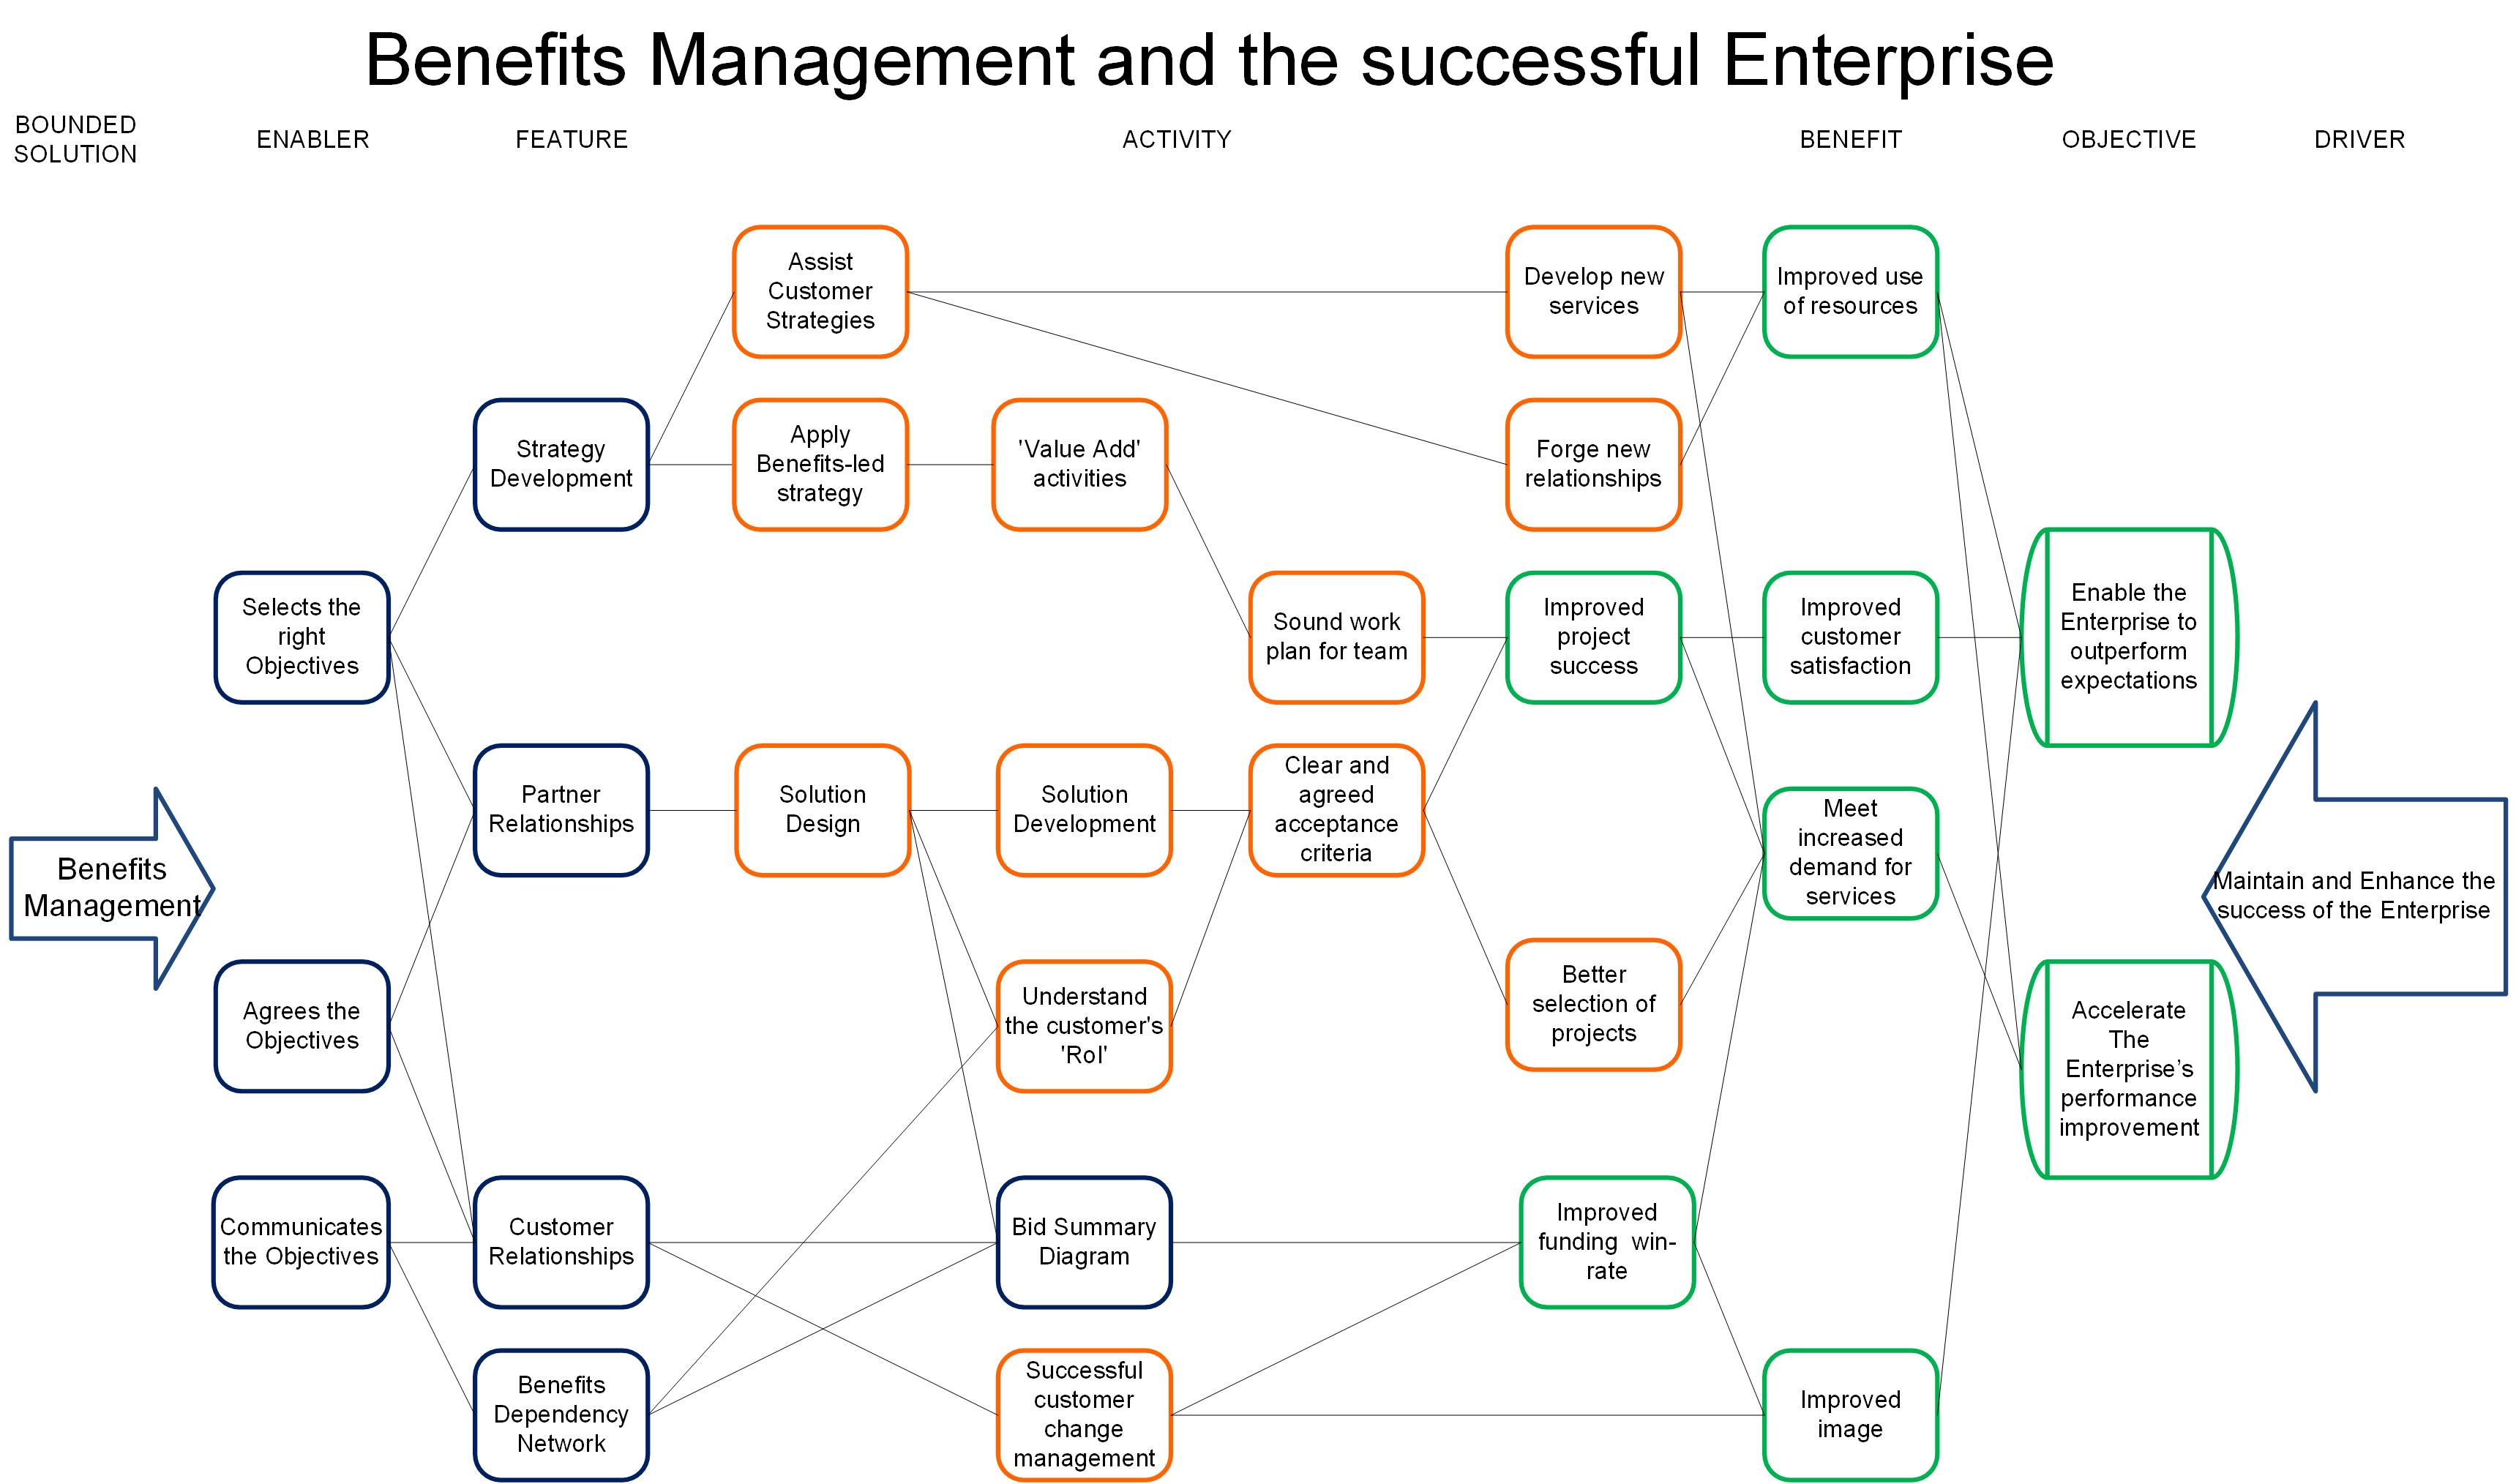 Benefits Management and the successful Enterprise
BOUNDED
SOLUTION
ENABLER
FEATURE
ACTIVITY
BENEFIT
OBJECTIVE
DRIVER
Assist
Customer
Strategies
Develop new
services
Improved use
of resources
Strategy
Development
Apply
Benefits-led
strategy
'Value Add'
activities
Forge new
relationships
Selects the
right
Objectives
Sound work
plan for team
Improved
project
success
Improved
customer
satisfaction
Enable the
Enterprise to
outperform
expectations
Partner
Relationships
Solution
Design
Solution
Development
Clear and
agreed
acceptance
criteria
Meet
increased
demand for
services
Benefits
Management
Maintain and Enhance the
success of the Enterprise
Agrees the
Objectives
Understand
the customer's
'RoI'
Better
selection of
projects
Accelerate
The
Enterprise’s
performance
improvement
Communicates
the Objectives
Customer
Relationships
Bid Summary
Diagram
Improved
funding  win-
rate
Benefits
Dependency
Network
Successful
customer
change
management
Improved
image